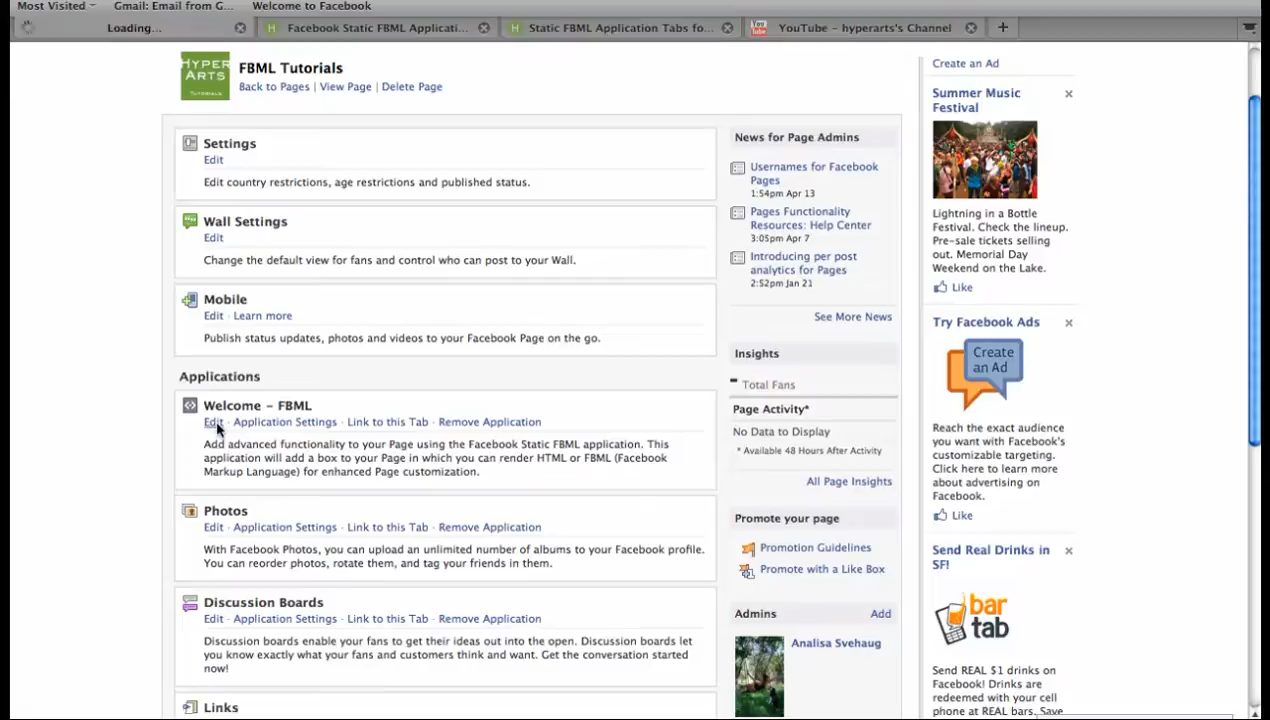 Most Visited
Gmail: Email from G...
Welcome to Facebook
Loading...
Facebook Static FBML Applicati...
Static FBML Application Tabs fo...
YouTube – hyperarts's Channel
HYPER
ARTS
TUTORIALS
FBML Tutorials
Back to Pages | View Page | Delete Page
Settings
Edit
Edit country restrictions, age restrictions and published status.
Wall Settings
Edit
Change the default view for fans and control who can post to your Wall.
Mobile
Edit · Learn more
Publish status updates, photos and videos to your Facebook Page on the go.
Applications
Welcome – FBML
Edit · Application Settings · Link to this Tab · Remove Application
Add advanced functionality to your Page using the Facebook Static FBML application. This
application will add a box to your Page in which you can render HTML or FBML (Facebook
Markup Language) for enhanced Page customization.
Photos
Edit · Application Settings · Link to this Tab · Remove Application
With Facebook Photos, you can upload an unlimited number of albums to your Facebook profile.
You can reorder photos, rotate them, and tag your friends in them.
Discussion Boards
Edit · Application Settings · Link to this Tab · Remove Application
Discussion boards enable your fans to get their ideas out into the open. Discussion boards let
you know exactly what your fans and customers think and want. Get the conversation started
now!
Links
News for Page Admins
Usernames for Facebook
Pages
1:54pm Apr 13
Pages Functionality
Resources: Help Center
3:05pm Apr 7
Introducing per post
analytics for Pages
2:52pm Jan 21
See More News
Insights
Total Fans
Page Activity*
No Data to Display
* Available 48 Hours After Activity
All Page Insights
Promote your page
Promotion Guidelines
Promote with a Like Box
Admins
Add
Analisa Svehaug
Create an Ad
Summer Music
Festival
Lightning in a Bottle
Festival. Check the lineup.
Pre-sale tickets selling
out. Memorial Day
Weekend on the Lake.
Like
Try Facebook Ads
Create
an Ad
Reach the exact audience
you want with Facebook's
customizable targeting.
Click here to learn more
about advertising on
Facebook.
Like
Send Real Drinks in
SF!
bar
tab
Send REAL $1 drinks on
Facebook! Drinks are
redeemed with your cell
phone at REAL bars. Save